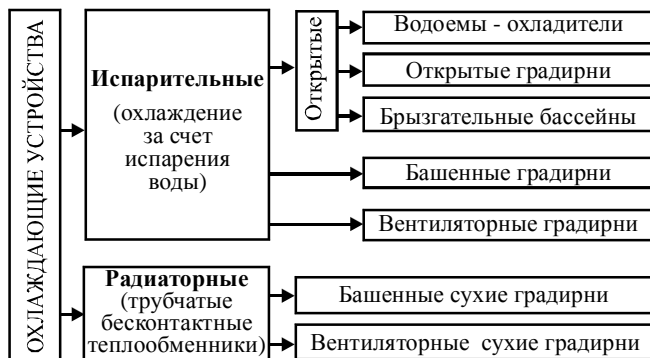 ОХЛАЖДАЮЩИЕ УСТРОЙСТВА
Испарительные
(охлаждение
за счет
испарения
воды)
Открытые
Водоемы - охладители
Открытые градирни
Брызгательные бассейны
Башенные градирни
Вентиляторные градирни
Радиаторные
(трубчатые
бесконтактные
теплообменники)
Башенные сухие градирни
Вентиляторные сухие градирни